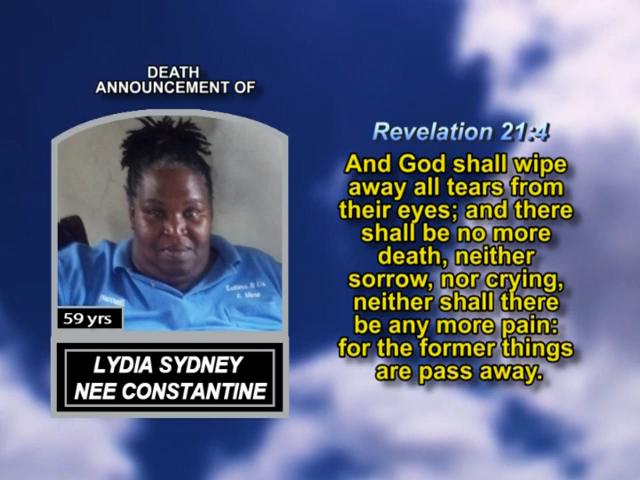 DEATH
ANNOUNCEMENT OF
59 yrs
LYDIA SYDNEY
NEE CONSTANTINE
Revelation 21:4
And God shall wipe
away all tears from
their eyes; and there
shall be no more
death, neither
sorrow, nor crying,
neither shall there
be any more pain:
for the former things
are pass away.